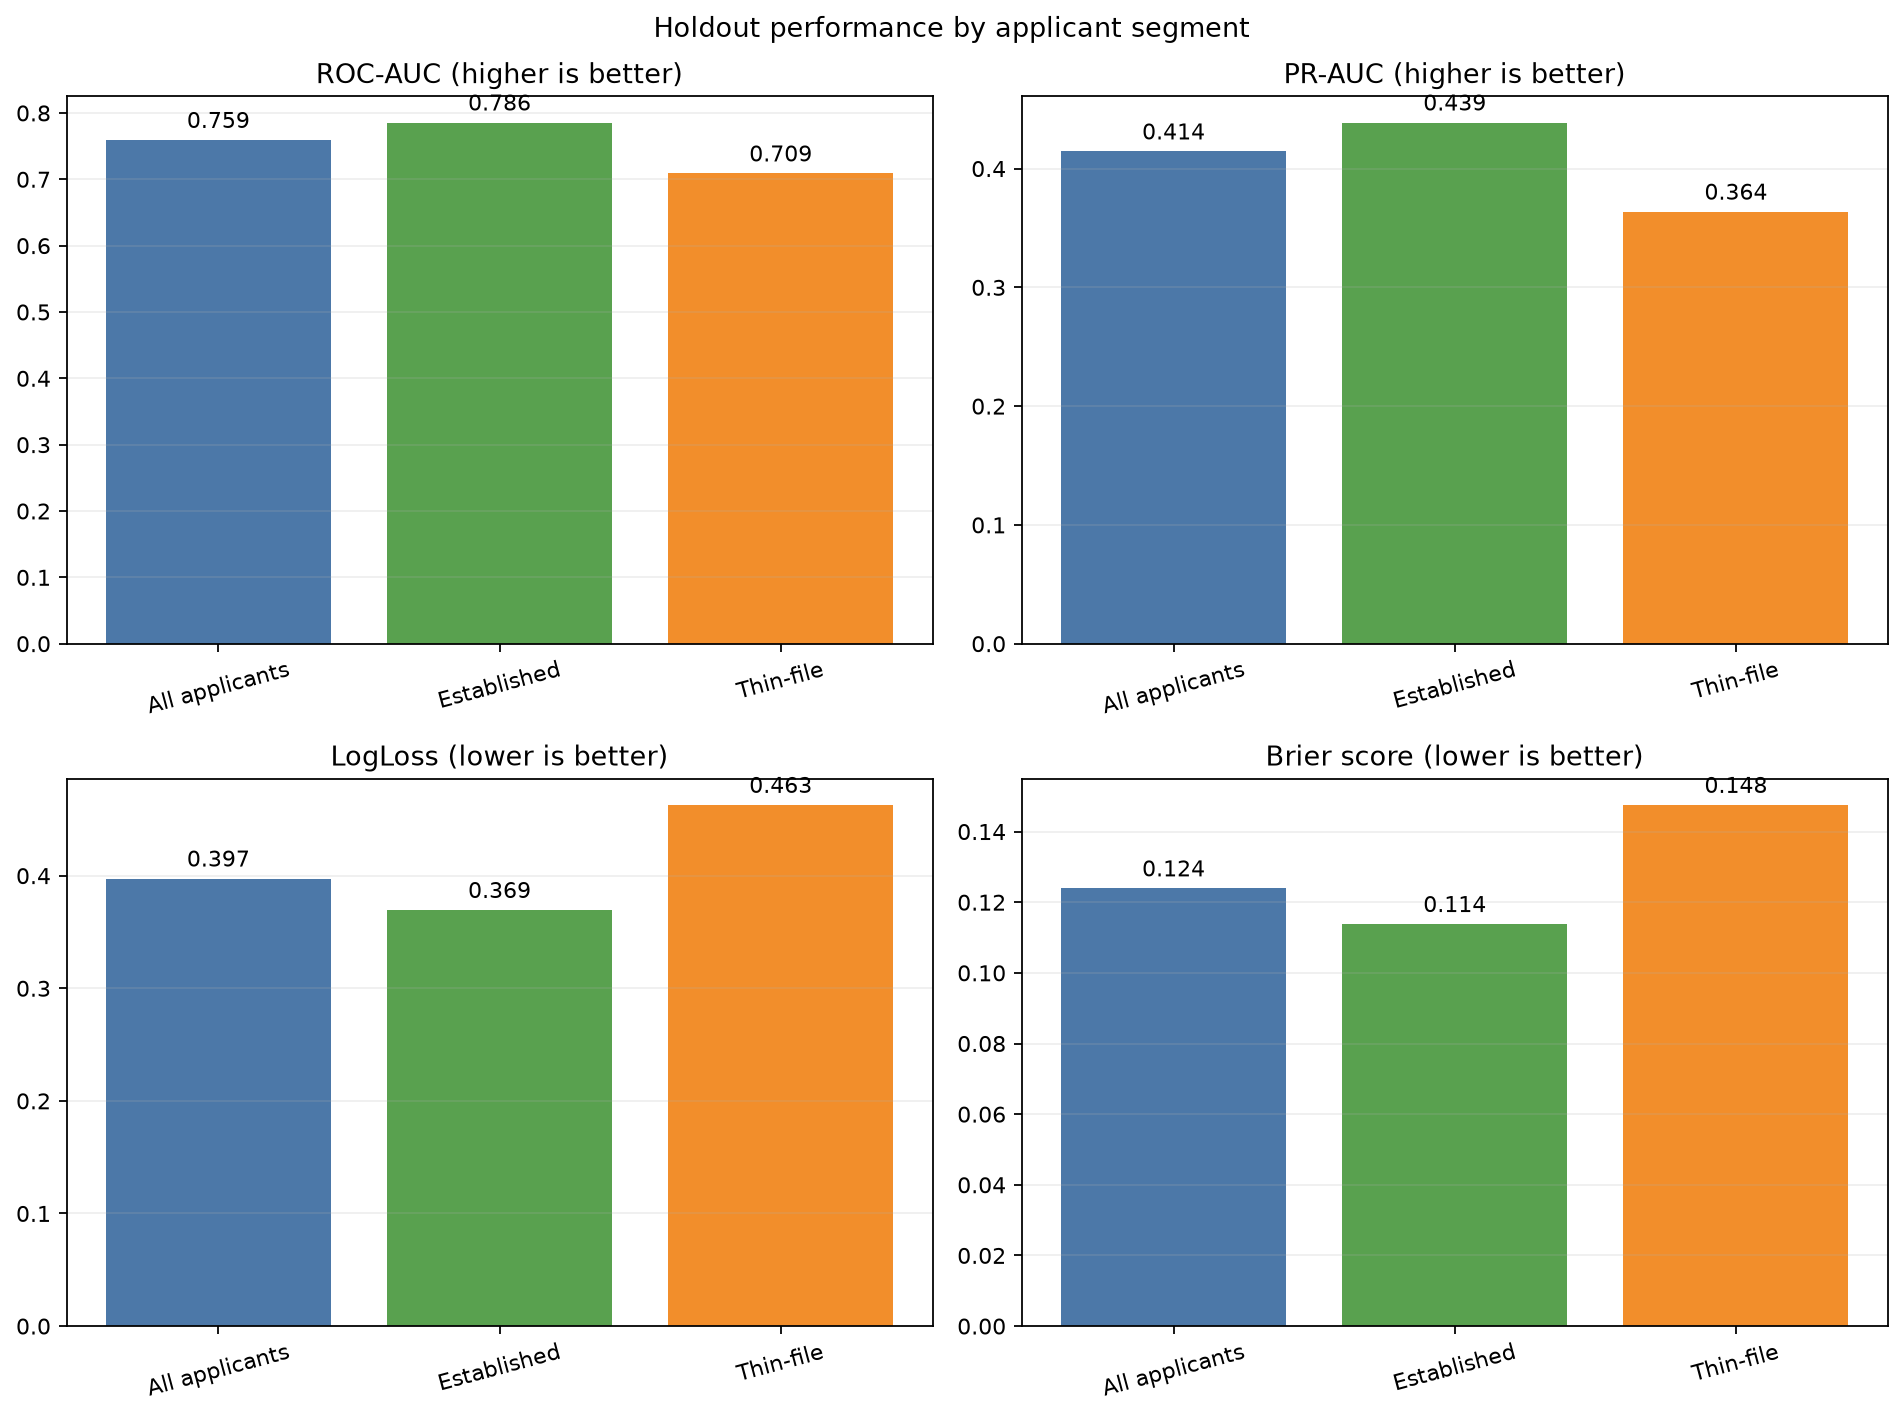 Holdout performance by applicant segment
ROC-AUC (higher is better)
0.8
0.7
0.6
0.5
0.4
0.3
0.2
0.1
0.0
0.759
0.786
0.709
All applicants
Established
Thin-file
PR-AUC (higher is better)
0.4
0.3
0.2
0.1
0.0
0.414
0.439
0.364
All applicants
Established
Thin-file
LogLoss (lower is better)
0.4
0.3
0.2
0.1
0.0
0.397
0.369
0.463
All applicants
Established
Thin-file
Brier score (lower is better)
0.14
0.12
0.10
0.08
0.06
0.04
0.02
0.00
0.124
0.114
0.148
All applicants
Established
Thin-file